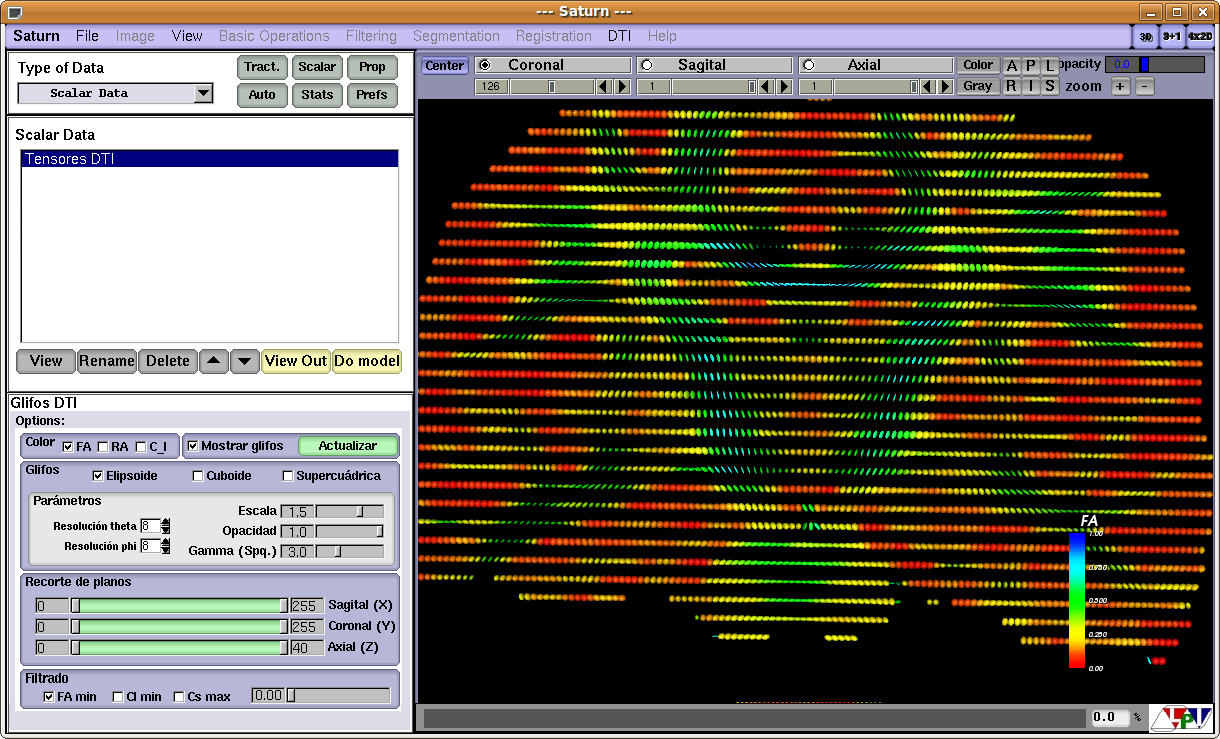 --- Saturn ---
Saturn File Image View Basic Operations Filtering Segmentation Registration DTI Help 3D 3+1 4x2D
Type of Data
Scalar Data
Tract. Scalar Prop
Auto Stats Prefs
Center Coronal Sagital Axial Color A P L opacity 0.0
126 1 1 Gray R I S zoom + -
Scalar Data
Tensores DTI
View Rename Delete View Out Do model
Glifos DTI
Options:
Color FA RA C_l Mostrar glifos Actualizar
Glifos
Elipsoide Cuboide Supercuádrica
Parámetros
Resolución theta 8
Resolución phi 8
Escala 1.5
Opacidad 1.0
Gamma (Spq.) 3.0
Recorte de planos
0 255 Sagital (X)
0 255 Coronal (Y)
0 40 Axial (Z)
Filtrado
FA min Cl min Cs max 0.00
FA
1.00
0.750
0.500
0.250
0.00
0.0 %
LPI